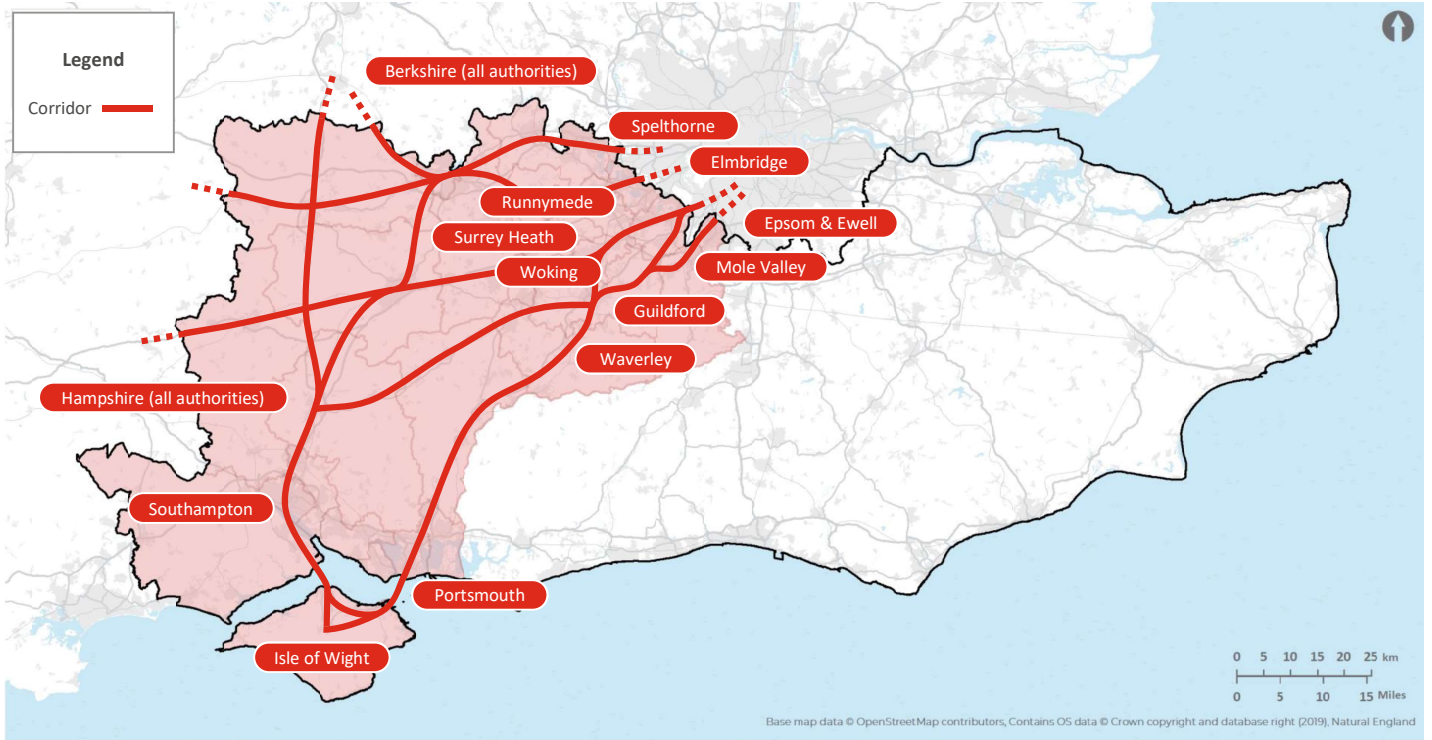 Legend
Corridor
Berkshire (all authorities)
Spelthorne
Elmbridge
Runnymede
Epsom & Ewell
Surrey Heath
Woking
Mole Valley
Guildford
Waverley
Hampshire (all authorities)
Southampton
Portsmouth
Isle of Wight
0 5 10 15 20 25 km
0 5 10 15 Miles
Base map data © OpenStreetMap contributors, Contains OS data © Crown copyright and database right (2019), Natural England